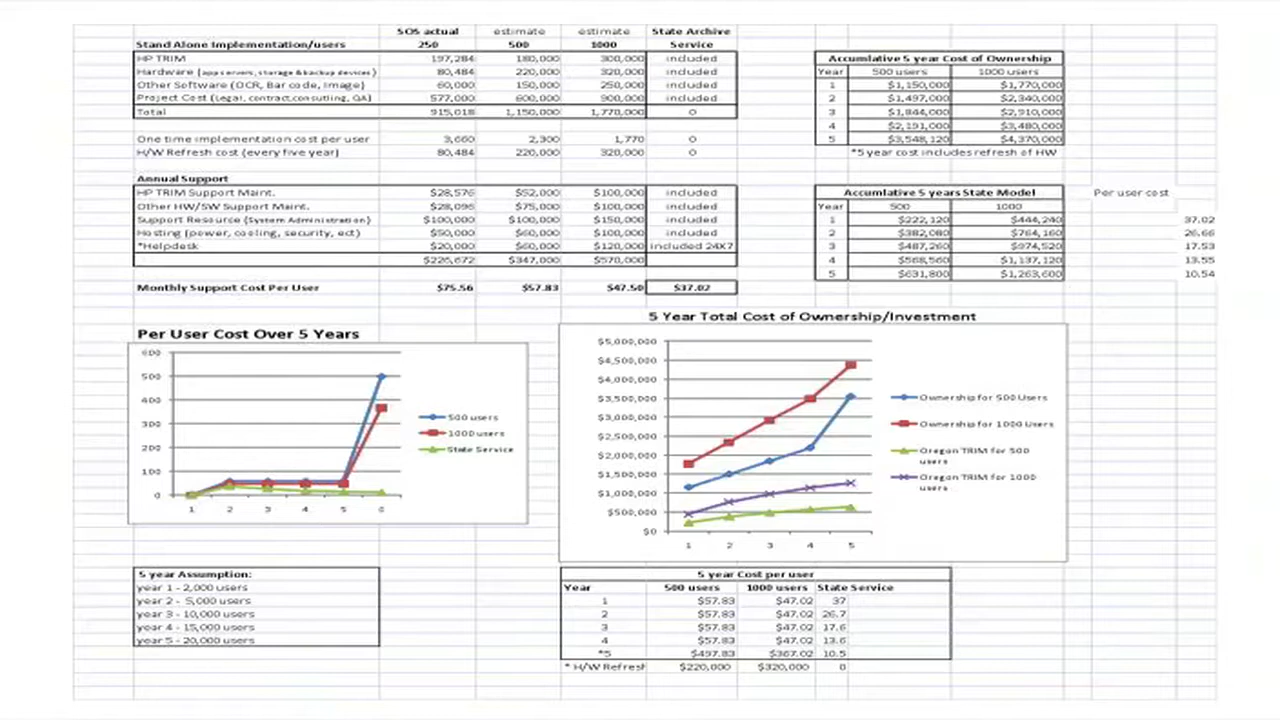 SOS actual estimate estimate State Archive
Stand Alone Implementation/users 250 500 1000 Service
HP TRIM 197,284 180,000 300,000 included
Hardware (app servers, storage & backup devices) 80,484 220,000 320,000 included
Other Software (OCR, Bar code, Image) 60,000 150,000 250,000 included
Project Cost (Legal, contract,consulting, QA) 577,000 600,000 900,000 included
Total 915,018 1,150,000 1,770,000 0
One time implementation cost per user 3,660 2,300 1,770 0
H/W Refresh cost (every five year) 80,484 220,000 320,000 0
Accumlative 5 year Cost of Ownership
Year 500 users 1000 users
1 $1,150,000 $1,770,000
2 $1,497,000 $2,340,000
3 $1,844,000 $2,910,000
4 $2,191,000 $3,480,000
5 $3,548,120 $4,370,000
*5 year cost includes refresh of HW
Annual Support
HP TRIM Support Maint. $28,576 $52,000 $100,000 included
Other HW/SW Support Maint. $28,096 $75,000 $100,000 included
Support Resource (System Administration) $100,000 $100,000 $150,000 included
Hosting (power, cooling, security, ect) $50,000 $60,000 $100,000 included
*Helpdesk $20,000 $60,000 $120,000 included 24X7
$226,672 $347,000 $570,000
Monthly Support Cost Per User $75.56 $57.83 $47.50 $37.02
Accumlative 5 years State Model Per user cost
Year 500 1000
1 $222,120 $444,240 37.02
2 $382,080 $764,160 26.66
3 $487,260 $974,520 17.53
4 $568,560 $1,137,120 13.55
5 $631,800 $1,263,600 10.54
Per User Cost Over 5 Years
600
500
400
300
200
100
0
1 2 3 4 5 6
500 users
1000 users
State Service
5 Year Total Cost of Ownership/Investment
$5,000,000
$4,500,000
$4,000,000
$3,500,000
$3,000,000
$2,500,000
$2,000,000
$1,500,000
$1,000,000
$500,000
$0
1 2 3 4 5
Ownership for 500 Users
Ownership for 1000 Users
Oregon TRIM for 500
users
Oregon TRIM for 1000
users
5 year Assumption:
year 1 - 2,000 users
year 2 - 5,000 users
year 3 - 10,000 users
year 4 - 15,000 users
year 5 - 20,000 users
5 year Cost per user
Year 500 users 1000 users State Service
1 $57.83 $47.02 37
2 $57.83 $47.02 26.7
3 $57.83 $47.02 17.6
4 $57.83 $47.02 13.6
*5 $497.83 $367.02 10.5
* H/W Refresh $220,000 $320,000 0